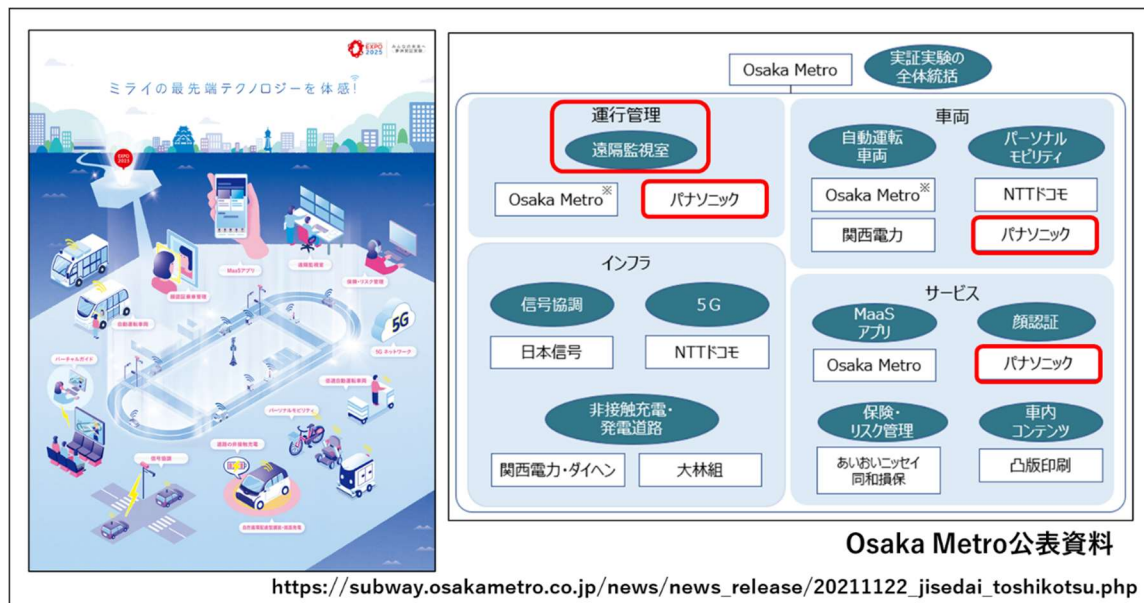 EXPO
2025
ミライの最先端テクノロジーを体感!
EXPO
2025
MaaSアプリ
遠隔監視室
保険・リスク管理
顔認証乗客管理
自動運転車両
5G
5Gネットワーク
バーチャルガイド
パーソナルモビリティ
信号協調
Osaka Metro
実証実験の
全体統括
運行管理
遠隔監視室
Osaka Metro※
パナソニック
車両
自動運転
車両
パーソナル
モビリティ
Osaka Metro※
NTTドコモ
関西電力
パナソニック
インフラ
信号協調
5G
日本信号
NTTドコモ
非接触充電・
発電道路
関西電力・ダイヘン
大林組
サービス
MaaS
アプリ
顔認証
Osaka Metro
パナソニック
保険・
リスク管理
車内
コンテンツ
あいおいニッセイ
同和損保
凸版印刷
Osaka Metro公表資料
https://subway.osakametro.co.jp/news/news_release/20211122_jisedai_toshikotsu.php